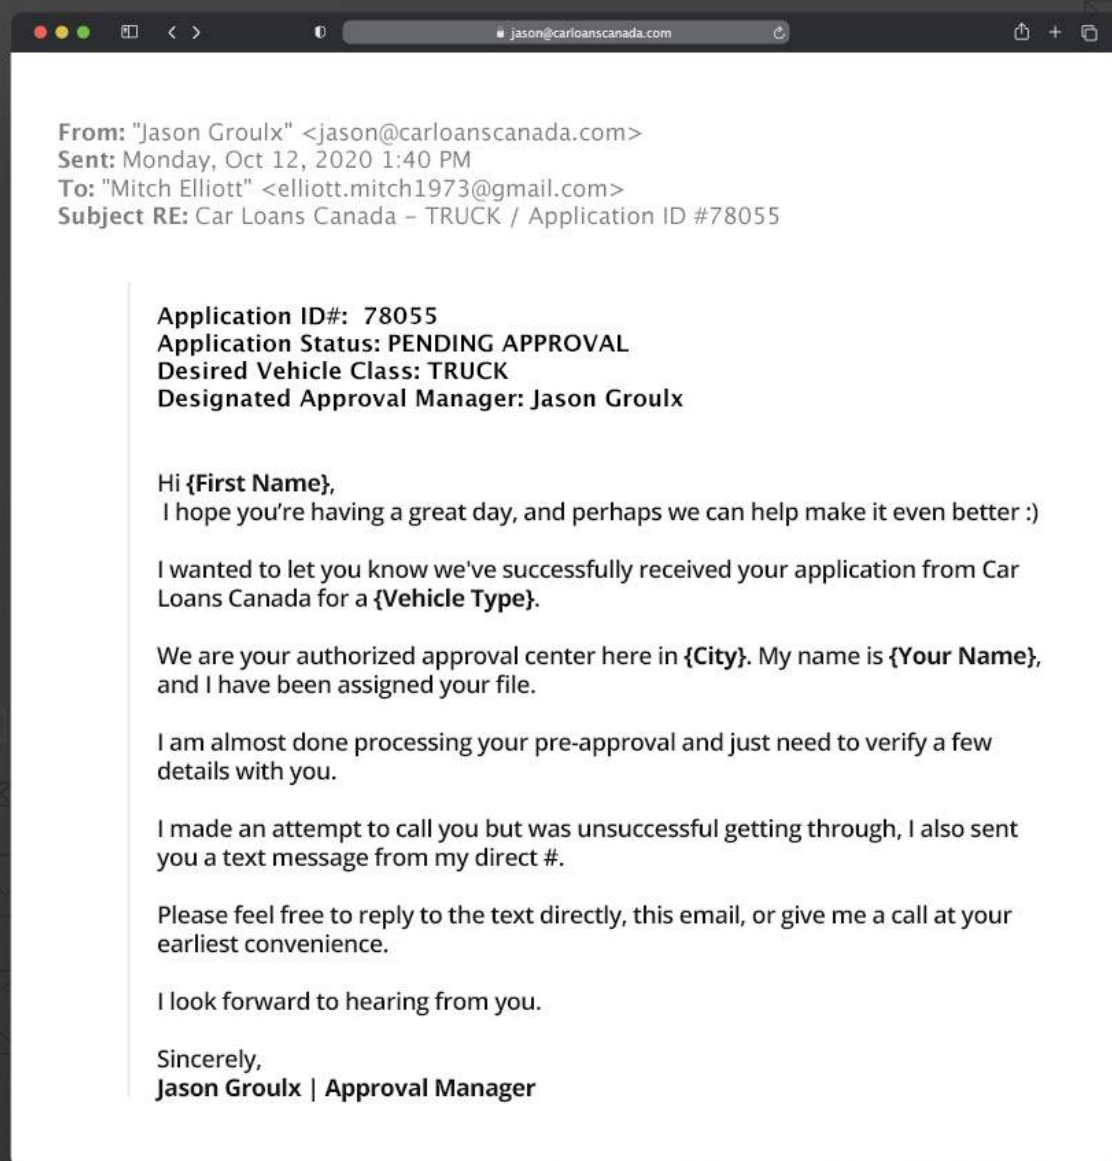 jason@carloanscanada.com
From: "Jason Groulx" <jason@carloanscanada.com>
Sent: Monday, Oct 12, 2020 1:40 PM
To: "Mitch Elliott" <elliott.mitch1973@gmail.com>
Subject RE: Car Loans Canada – TRUCK / Application ID #78055
Application ID#:  78055
Application Status: PENDING APPROVAL
Desired Vehicle Class: TRUCK
Designated Approval Manager: Jason Groulx
Hi {First Name},
I hope you’re having a great day, and perhaps we can help make it even better :)
I wanted to let you know we've successfully received your application from Car
Loans Canada for a {Vehicle Type}.
We are your authorized approval center here in {City}. My name is {Your Name},
and I have been assigned your file.
I am almost done processing your pre-approval and just need to verify a few
details with you.
I made an attempt to call you but was unsuccessful getting through, I also sent
you a text message from my direct #.
Please feel free to reply to the text directly, this email, or give me a call at your
earliest convenience.
I look forward to hearing from you.
Sincerely,
Jason Groulx | Approval Manager